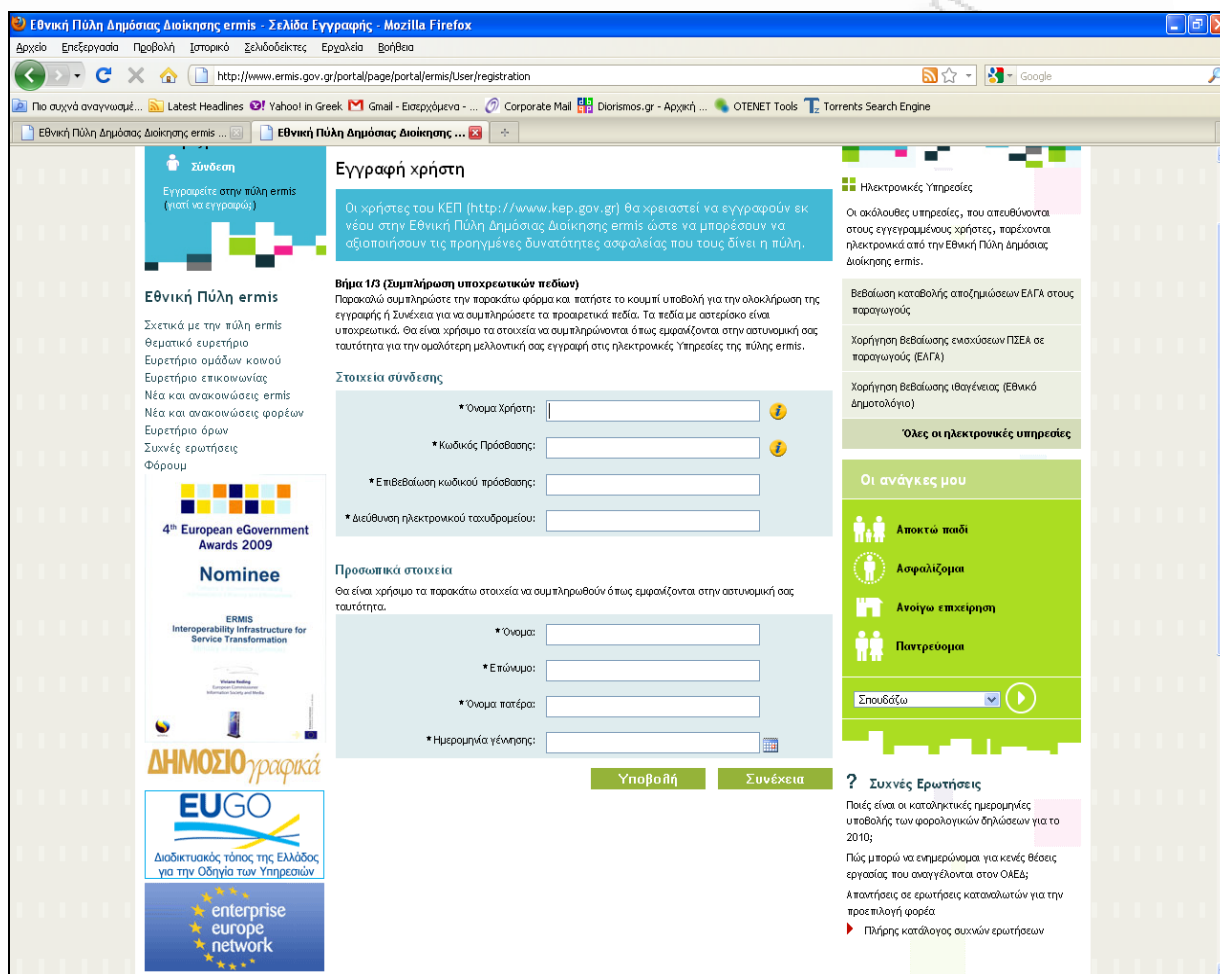 Εθνική Πύλη Δημόσιας Διοίκησης ermis - Σελίδα Εγγραφής - Mozilla Firefox
Αρχείο Επεξεργασία Προβολή Ιστορικό Σελιδοδείκτες Εργαλεία Βοήθεια
http://www.ermis.gov.gr/portal/page/portal/ermis/User/registration
Google
Πιο συχνά αναγνωσμέ... Latest Headlines Yahoo! in Greek Gmail - Εισερχόμενα - ... Corporate Mail Diorismos.gr - Αρχική ... OTENET Tools Torrents Search Engine
Εθνική Πύλη Δημόσιας Διοίκησης ermis ... Εθνική Πύλη Δημόσιας Διοίκησης ...
Σύνδεση
Εγγραφείτε στην πύλη ermis
(γιατί να εγγραφώ;)
Εθνική Πύλη ermis
Σχετικά με την πύλη ermis
Θεματικό ευρετήριο
Ευρετήριο ομάδων κοινού
Ευρετήριο επικοινωνίας
Νέα και ανακοινώσεις ermis
Νέα και ανακοινώσεις φορέων
Ευρετήριο όρων
Συχνές ερωτήσεις
Φόρουμ
4th European eGovernment
Awards 2009
Nominee
ERMIS
Interoperability Infrastructure for
Service Transformation
Viviane Reding
European Commissioner
Information Society and Media
ΔΗΜΟΣΙΟγραφικά
EUGO
Διαδικτυακός τόπος της Ελλάδος
για την Οδηγία των Υπηρεσιών
enterprise
europe
network
Εγγραφή χρήστη
Οι χρήστες του ΚΕΠ (http://www.kep.gov.gr) θα χρειαστεί να εγγραφούν εκ
νέου στην Εθνική Πύλη Δημόσιας Διοίκησης ermis ώστε να μπορέσουν να
αξιοποιήσουν τις προηγμένες δυνατότητες ασφαλείας που τους δίνει η πύλη.
Βήμα 1/3 (Συμπλήρωση υποχρεωτικών πεδίων)
Παρακαλώ συμπληρώστε την παρακάτω φόρμα και πατήστε το κουμπί υποβολή για την ολοκλήρωση της
εγγραφής ή Συνέχεια για να συμπληρώσετε τα προαιρετικά πεδία. Τα πεδία με αστερίσκο είναι
υποχρεωτικά. Θα είναι χρήσιμο τα στοιχεία να συμπληρώνονται όπως εμφανίζονται στην αστυνομική σας
ταυτότητα για την ομαλότερη μελλοντική σας εγγραφή στις ηλεκτρονικές Υπηρεσίες της πύλης ermis.
Στοιχεία σύνδεσης
* Όνομα Χρήστη:
* Κωδικός Πρόσβασης:
* Επιβεβαίωση κωδικού πρόσβασης:
* Διεύθυνση ηλεκτρονικού ταχυδρομείου:
Προσωπικά στοιχεία
Θα είναι χρήσιμο τα παρακάτω στοιχεία να συμπληρωθούν όπως εμφανίζονται στην αστυνομική σας
ταυτότητα.
* Όνομα:
* Επώνυμο:
* Όνομα πατέρα:
* Ημερομηνία γέννησης:
Υποβολή Συνέχεια
Ηλεκτρονικές Υπηρεσίες
Οι ακόλουθες υπηρεσίες, που απευθύνονται
στους εγγεγραμμένους χρήστες, παρέχονται
ηλεκτρονικά από την Εθνική Πύλη Δημόσιας
Διοίκησης ermis.
Βεβαίωση καταβολής αποζημιώσεων ΕΛΓΑ στους
παραγωγούς
Χορήγηση βεβαίωσης ενισχύσεων ΠΣΕΑ σε
παραγωγούς (ΕΛΓΑ)
Χορήγηση βεβαίωσης ιθαγένειας (Εθνικό
Δημοτολόγιο)
Όλες οι ηλεκτρονικές υπηρεσίες
Οι ανάγκες μου
Αποκτώ παιδί
Ασφαλίζομαι
Ανοίγω επιχείρηση
Παντρεύομαι
Σπουδάζω
? Συχνές Ερωτήσεις
Ποιές είναι οι καταληκτικές ημερομηνίες
υποβολής των φορολογικών δηλώσεων για το
2010;
Πώς μπορώ να ενημερώνομαι για κενές θέσεις
εργασίας που αναγγέλονται στον ΟΑΕΔ;
Απαντήσεις σε ερωτήσεις καταναλωτών για την
προεπιλογή φορέα
Πλήρης κατάλογος συχνών ερωτήσεων